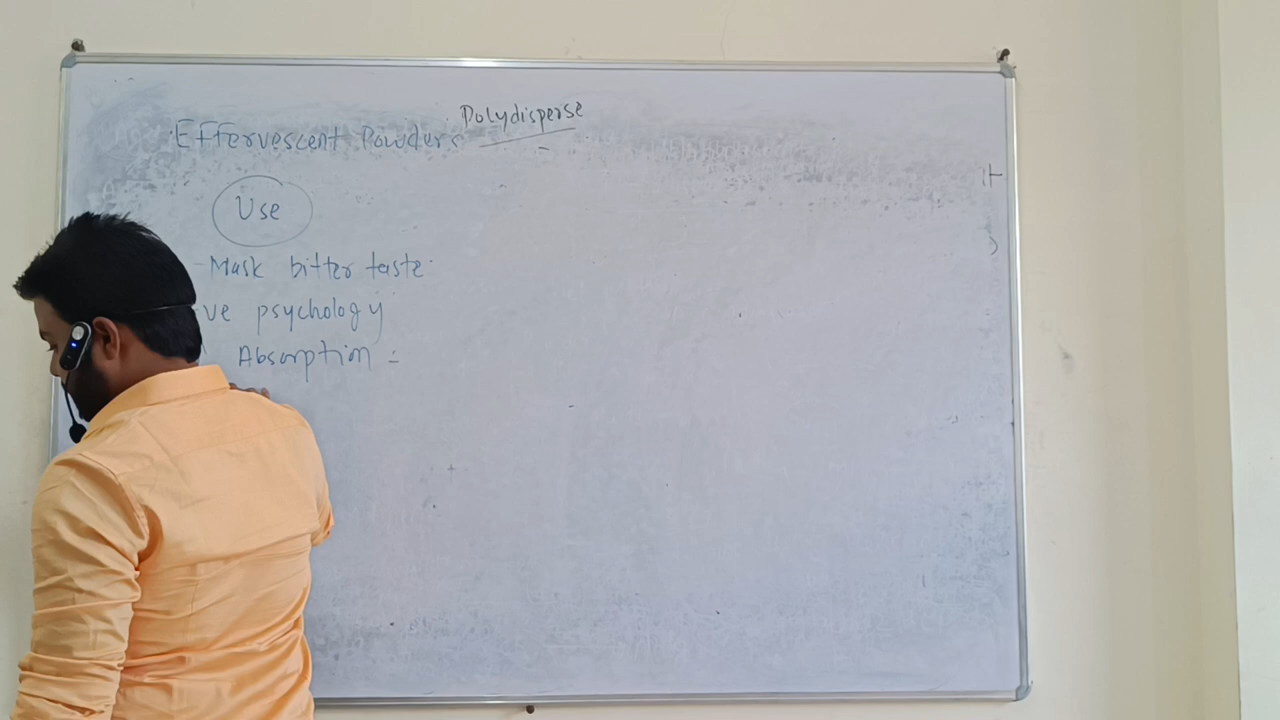 Polydisperse
Effervescent Powders
Use
- Mask bitter taste
ve psychology
Absorption :